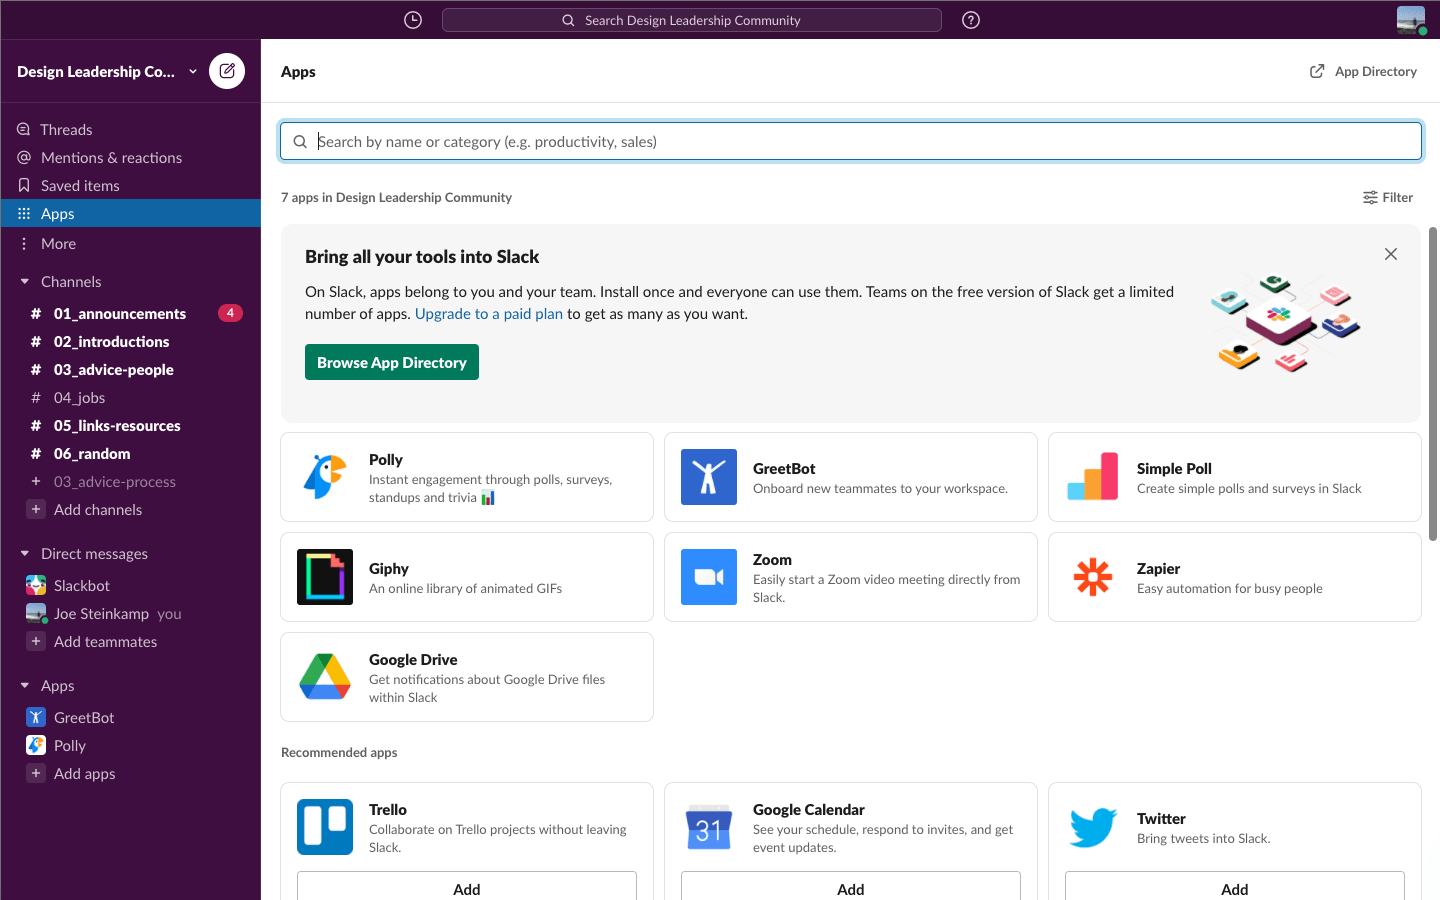 Search Design Leadership Community
Design Leadership Co...
Threads
Mentions & reactions
Saved items
Apps
More
Channels
# 01_announcements 4
# 02_introductions
# 03_advice-people
# 04_jobs
# 05_links-resources
# 06_random
+ 03_advice-process
+ Add channels
Direct messages
Slackbot
Joe Steinkamp you
+ Add teammates
Apps
GreetBot
Polly
+ Add apps
Apps
App Directory
Search by name or category (e.g. productivity, sales)
7 apps in Design Leadership Community
Filter
Bring all your tools into Slack
On Slack, apps belong to you and your team. Install once and everyone can use them. Teams on the free version of Slack get a limited
number of apps. Upgrade to a paid plan to get as many as you want.
Browse App Directory
Polly
Instant engagement through polls, surveys,
standups and trivia
GreetBot
Onboard new teammates to your workspace.
Simple Poll
Create simple polls and surveys in Slack
Giphy
An online library of animated GIFs
Zoom
Easily start a Zoom video meeting directly from
Slack.
Zapier
Easy automation for busy people
Google Drive
Get notifications about Google Drive files
within Slack
Recommended apps
Trello
Collaborate on Trello projects without leaving
Slack.
Add
31
Google Calendar
See your schedule, respond to invites, and get
event updates.
Add
Twitter
Bring tweets into Slack.
Add